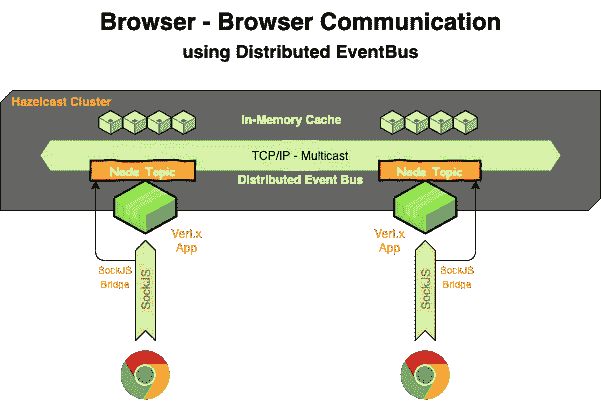 Browser - Browser Communication
using Distributed EventBus
Hazelcast Cluster
In-Memory Cache
TCP/IP - Multicast
Node Topic
Node Topic
Distributed Event Bus
Vert.x
App
Vert.x
App
SockJS
Bridge
SockJS
SockJS
SockJS
Bridge